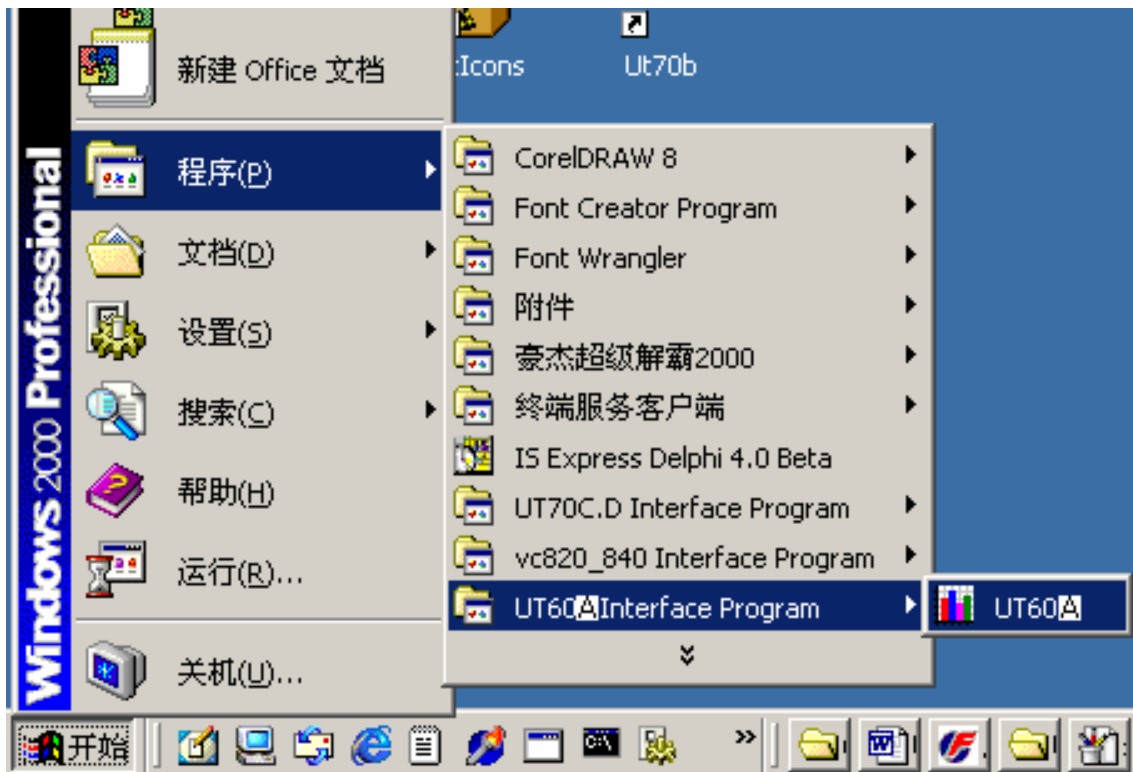 :Icons
Ut70b
新建 Office 文档
程序(P)
文档(D)
设置(S)
搜索(C)
帮助(H)
运行(R)...
关机(U)...
Windows 2000 Professional
CorelDRAW 8
Font Creator Program
Font Wrangler
附件
豪杰超级解霸2000
终端服务客户端
IS Express Delphi 4.0 Beta
UT70C.D Interface Program
vc820_840 Interface Program
UT60A Interface Program
UT60A
开始